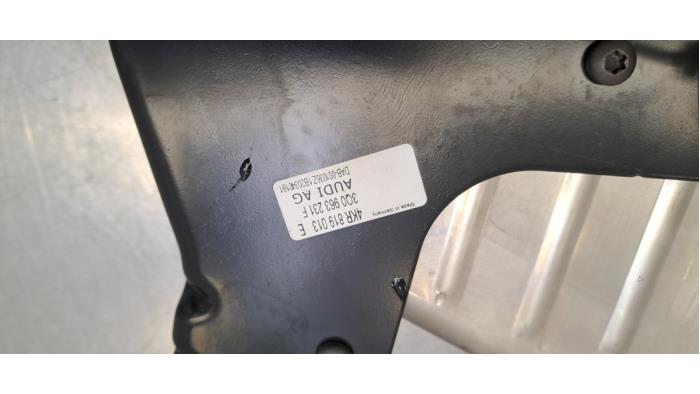 Made in Germany
4KR 819 013 E
3Q0 963 231 F
AUDI AG